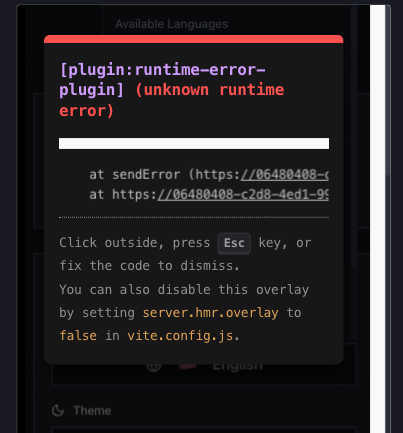 Available Languages
[plugin:runtime-error-
plugin] (unknown runtime
error)
at sendError (https://06480408-
at https://06480408-c2d8-4ed1-99
Click outside, press Esc key, or
fix the code to dismiss.
You can also disable this overlay
by setting server.hmr.overlay to
false in vite.config.js.
English
Theme